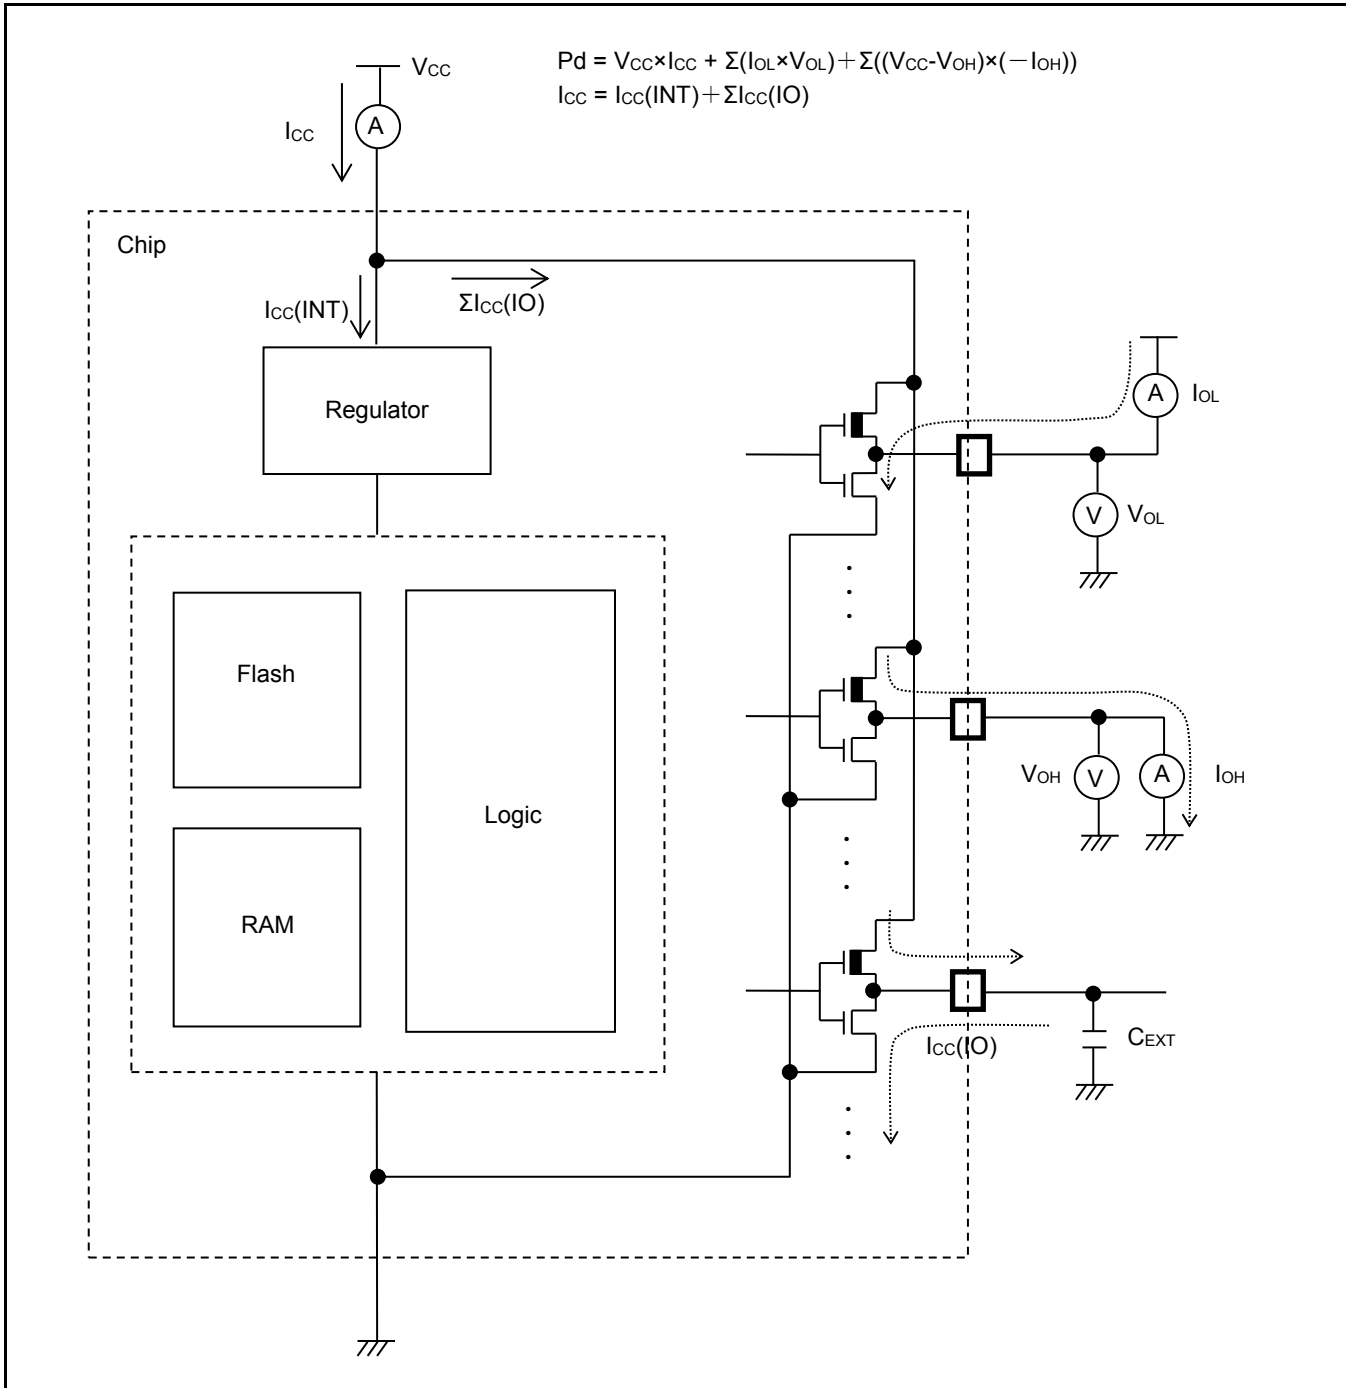 Pd = VCC×ICC + Σ(IOL×VOL)+Σ((VCC-VOH)×(-IOH))
ICC = ICC(INT)+ΣICC(IO)
VCC
A
ICC
Chip
ICC(INT)
ΣICC(IO)
Regulator
A
IOL
V
VOL
Flash
Logic
VOH
V
A
IOH
RAM
ICC(IO)
CEXT